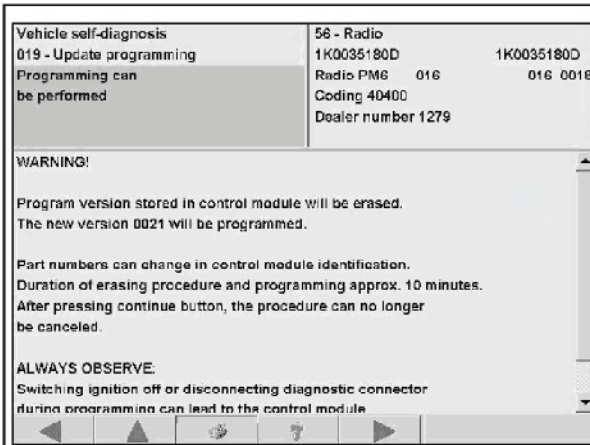 Vehicle self-diagnosis
019 - Update programming
Programming can
be performed
56 - Radio
1K0035180D 1K0035180D
Radio PM6 016 016 0018
Coding 40400
Dealer number 1279
WARNING!
Program version stored in control module will be erased.
The new version 0021 will be programmed.
Part numbers can change in control module identification.
Duration of erasing procedure and programming approx. 10 minutes.
After pressing continue button, the procedure can no longer
be canceled.
ALWAYS OBSERVE:
Switching ignition off or disconnecting diagnostic connector
during programming can lead to the control module